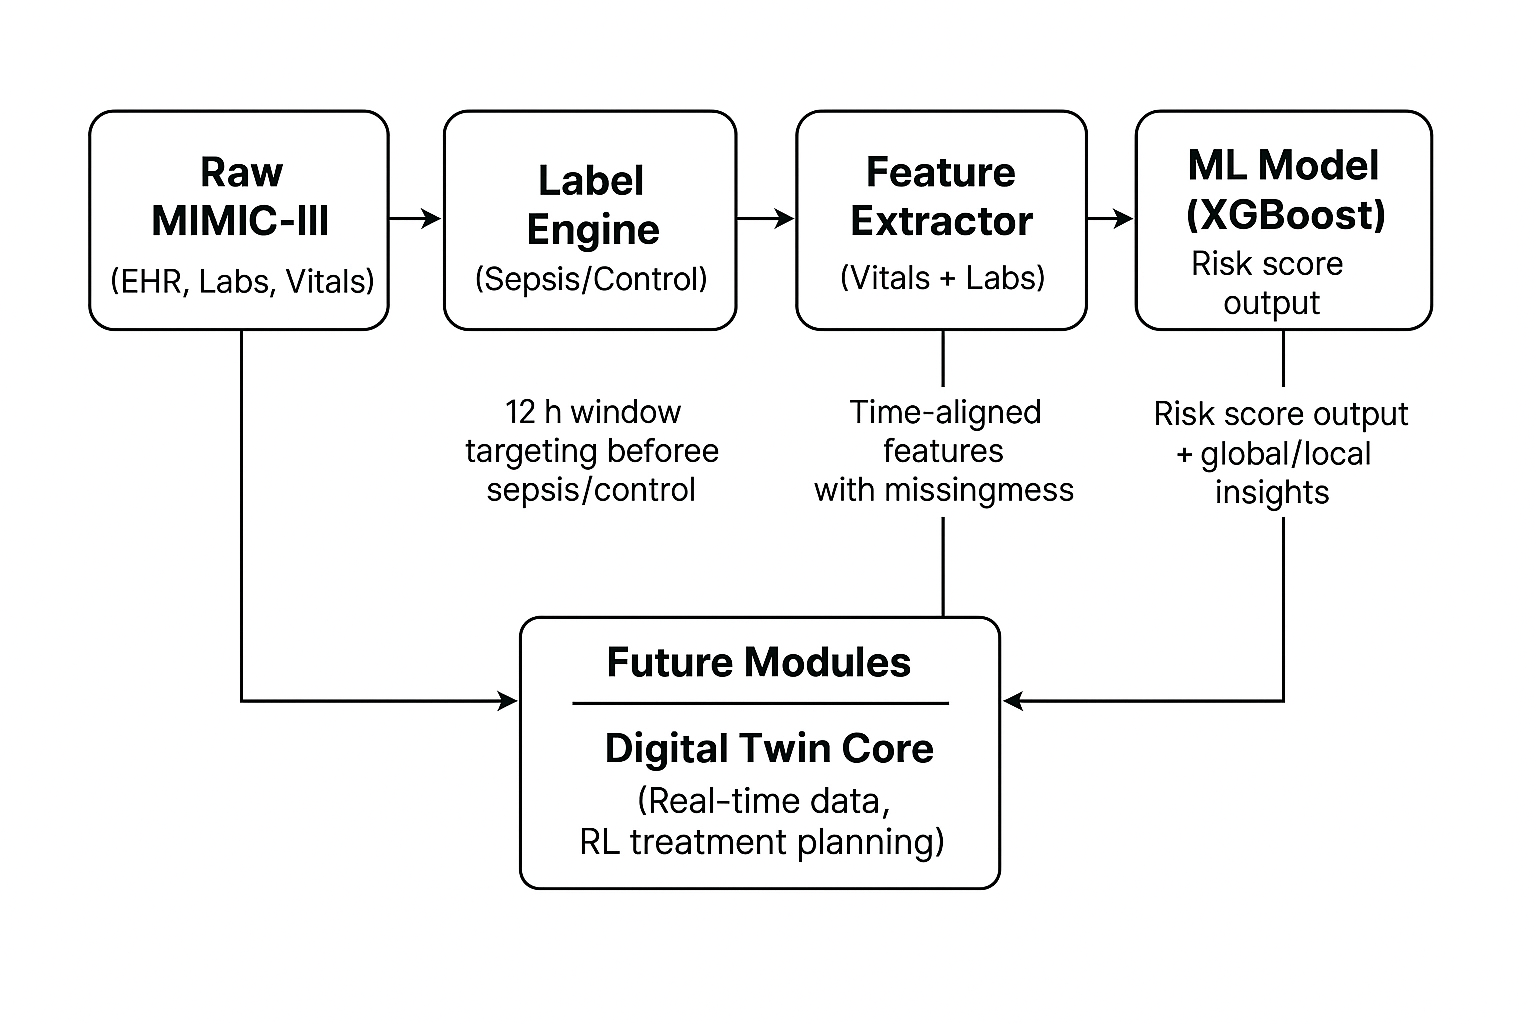 Raw
MIMIC-III
(EHR, Labs, Vitals)
Label
Engine
(Sepsis/Control)
Feature
Extractor
(Vitals + Labs)
ML Model
(XGBoost)
Risk score
output
12 h window
targeting beforee
sepsis/control
Time-aligned
features
with missingmess
Risk score output
+ global/local
insights
Future Modules
Digital Twin Core
(Real-time data,
RL treatment planning)